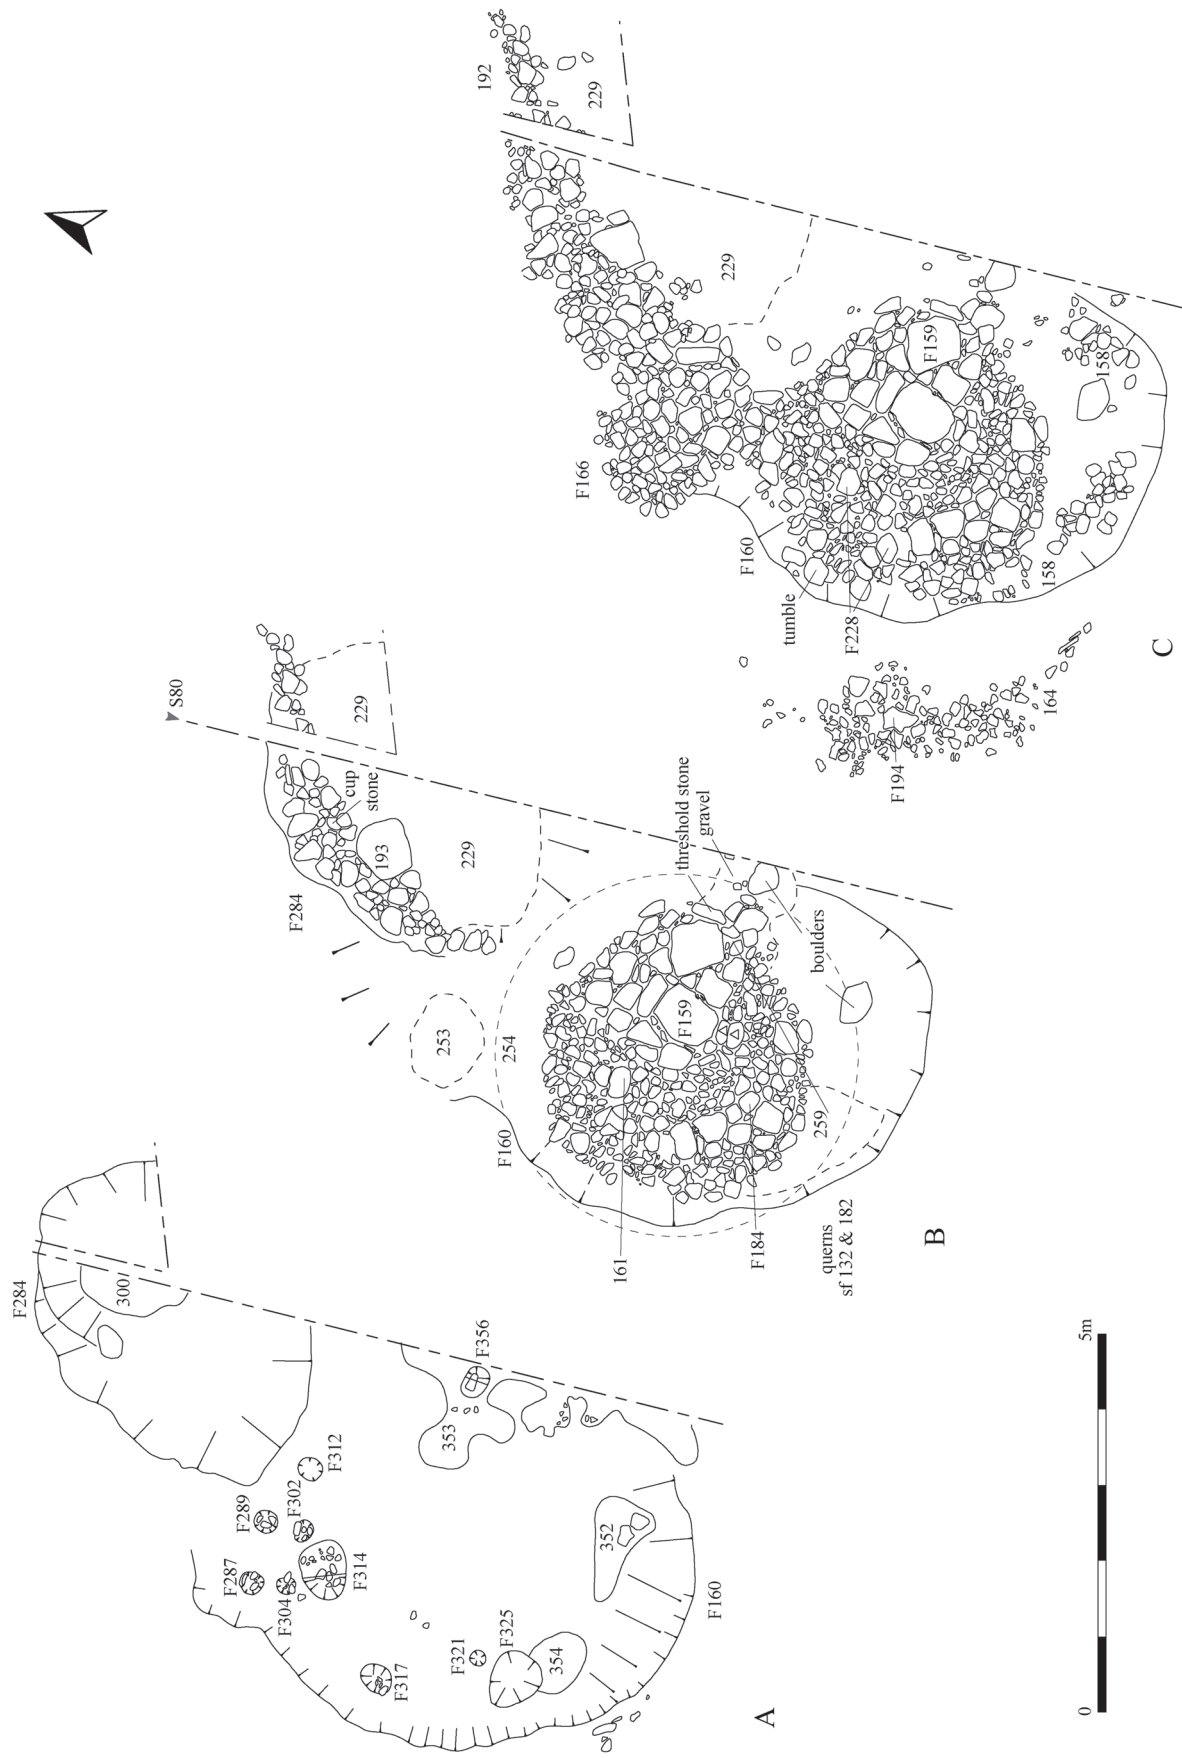 F284
300
F356
353
F312
F289
F302
F287
F304
F314
F317
F321
F325
354
352
F160
A
S80
229
cup
stone
193
229
F284
253
254
F160
threshold stone
gravel
boulders
F159
161
F184
259
querns
sf 132 & 182
B
192
229
229
F166
F160
F159
tumble
F228
158
158
F194
164
C
0
5m